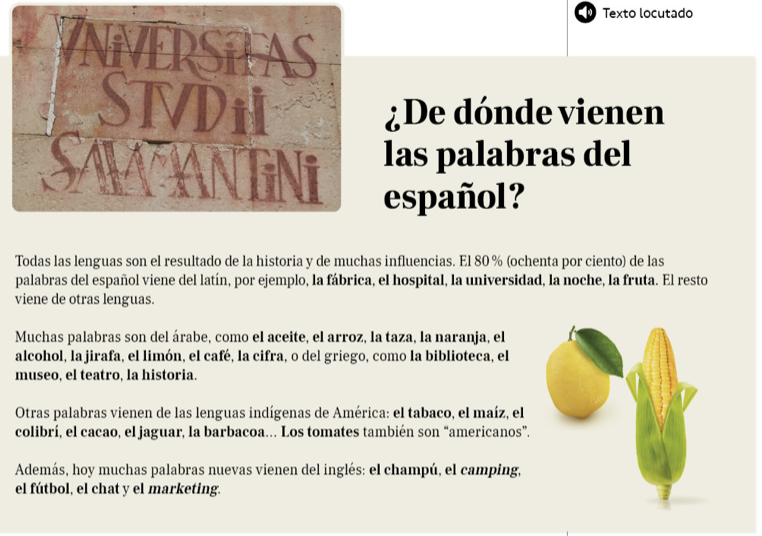 Texto locutado
VNiVERSiTAS
STVDii
SALAMANTiNi
¿De dónde vienen
las palabras del
español?
Todas las lenguas son el resultado de la historia y de muchas influencias. El 80 % (ochenta por ciento) de las
palabras del español viene del latín, por ejemplo, la fábrica, el hospital, la universidad, la noche, la fruta. El resto
viene de otras lenguas.
Muchas palabras son del árabe, como el aceite, el arroz, la taza, la naranja, el
alcohol, la jirafa, el limón, el café, la cifra, o del griego, como la biblioteca, el
museo, el teatro, la historia.
Otras palabras vienen de las lenguas indígenas de América: el tabaco, el maíz, el
colibrí, el cacao, el jaguar, la barbacoa... Los tomates también son “americanos”.
Además, hoy muchas palabras nuevas vienen del inglés: el champú, el camping,
el fútbol, el chat y el marketing.